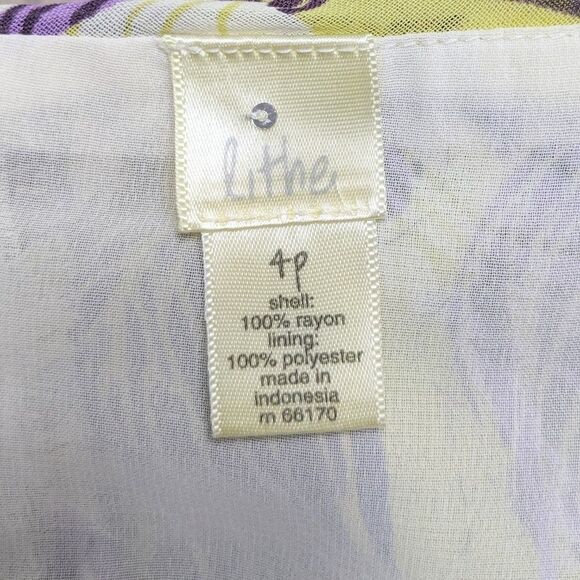 lithe
4p
shell:
100% rayon
lining:
100% polyester
made in
indonesia
rn 66170